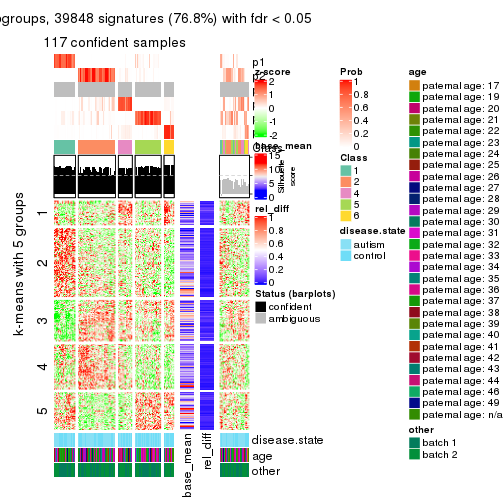 ogroups, 39848 signatures (76.8%) with fdr < 0.05
117 confident samples
p1
p2
z-score
2
1
0
-1
-2
Class
base_mean
15
10
5
0
Silhouette score
rel_diff
1
0.8
0.6
0.4
0.2
0
Status (barplots)
confident
ambiguous
Prob
1
0.8
0.6
0.4
0.2
0
Class
1
2
4
5
6
disease.state
autism
control
age
paternal age: 17
paternal age: 19
paternal age: 20
paternal age: 21
paternal age: 22
paternal age: 23
paternal age: 24
paternal age: 25
paternal age: 26
paternal age: 27
paternal age: 28
paternal age: 29
paternal age: 30
paternal age: 31
paternal age: 32
paternal age: 33
paternal age: 34
paternal age: 35
paternal age: 36
paternal age: 37
paternal age: 38
paternal age: 39
paternal age: 40
paternal age: 41
paternal age: 42
paternal age: 43
paternal age: 44
paternal age: 46
paternal age: 49
paternal age: n/a
other
batch 1
batch 2
k-means with 5 groups
1
2
3
4
5
disease.state
age
other
base_mean
rel_diff